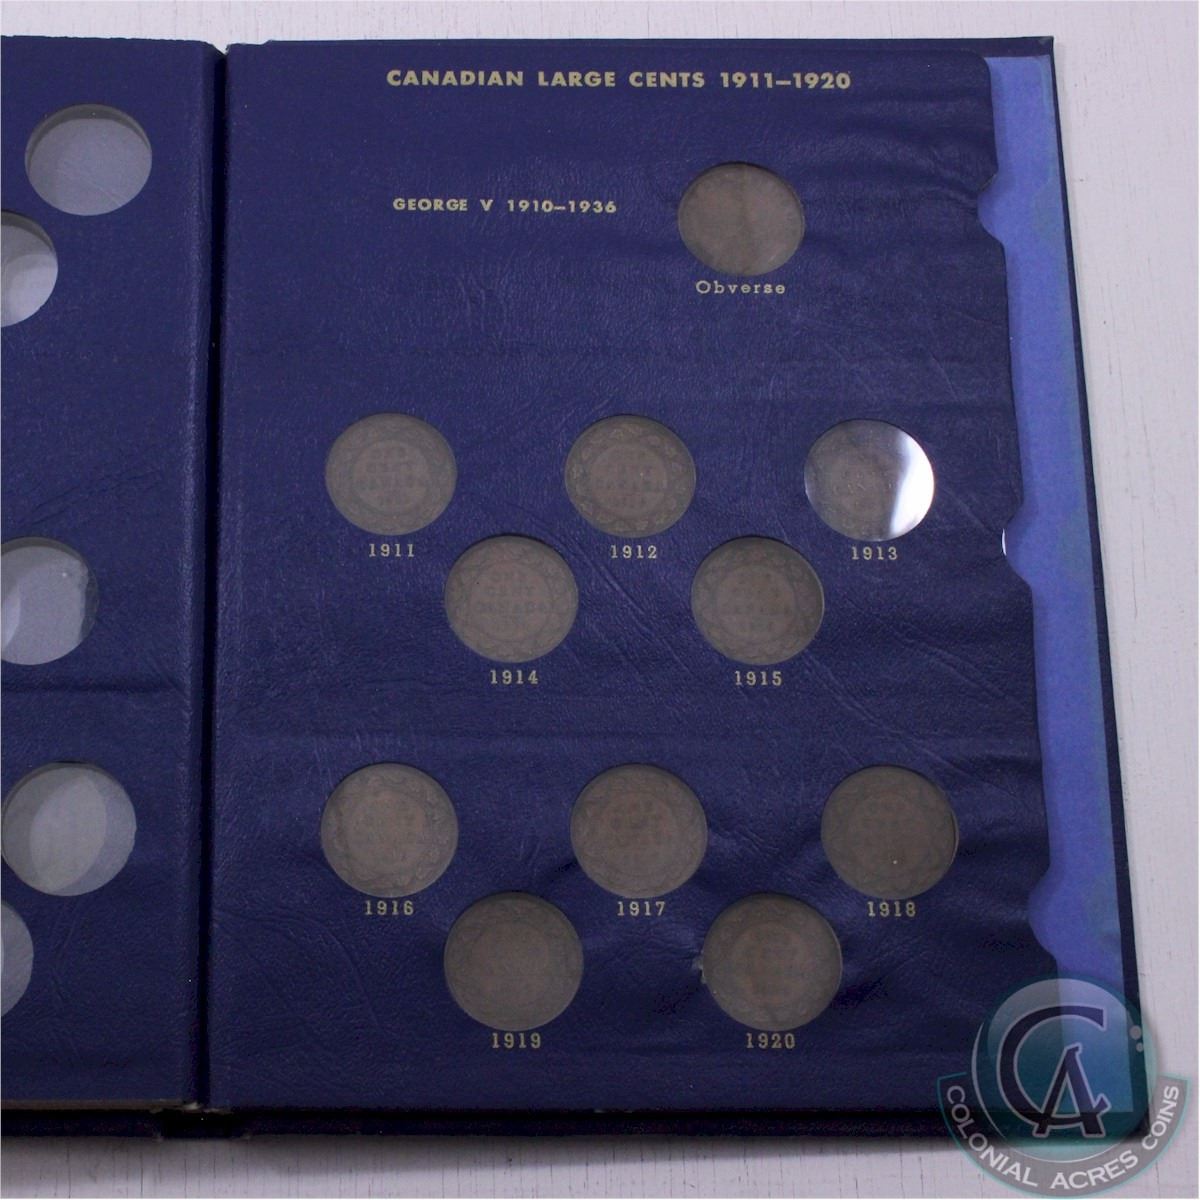 CANADIAN LARGE CENTS 1911–1920
GEORGE V 1910–1936
Obverse
1911 1912 1913
1914 1915
1916 1917 1918
1919 1920
CA
COLONIAL ACRES COINS